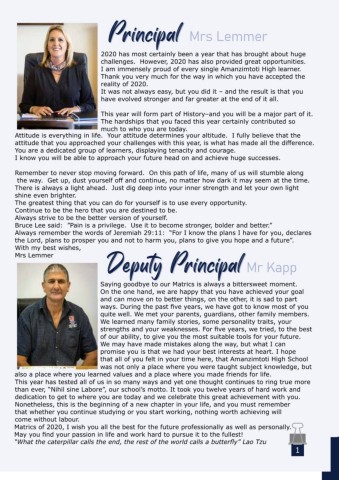 Principal Mrs Lemmer
2020 has most certainly been a year that has brought about huge
challenges.  However, 2020 has also provided great opportunities.
I am immensely proud of every single Amanzimtoti High learner.
Thank you very much for the way in which you have accepted the
reality of 2020.
It was not always easy, but you did it – and the result is that you
have evolved stronger and far greater at the end of it all.
This year will form part of History–and you will be a major part of it.
The hardships that you faced this year certainly contributed so
much to who you are today.
Attitude is everything in life.  Your attitude determines your altitude.  I fully believe that the
attitude that you approached your challenges with this year, is what has made all the difference.
You are a dedicated group of learners, displaying tenacity and courage.
I know you will be able to approach your future head on and achieve huge successes.
Remember to never stop moving forward.  On this path of life, many of us will stumble along
the way.  Get up, dust yourself off and continue, no matter how dark it may seem at the time.
There is always a light ahead.  Just dig deep into your inner strength and let your own light
shine even brighter.
The greatest thing that you can do for yourself is to use every opportunity.
Continue to be the hero that you are destined to be.
Always strive to be the better version of yourself.
Bruce Lee said:  "Pain is a privilege.  Use it to become stronger, bolder and better."
Always remember the words of Jeremiah 29:11:  "For I know the plans I have for you, declares
the Lord, plans to prosper you and not to harm you, plans to give you hope and a future".
With my best wishes,
Mrs Lemmer
Deputy Principal Mr Kapp
Saying goodbye to our Matrics is always a bittersweet moment.
On the one hand, we are happy that you have achieved your goal
and can move on to better things, on the other, it is sad to part
ways. During the past five years, we have got to know most of you
quite well. We met your parents, guardians, other family members.
We learned many family stories, some personality traits, your
strengths and your weaknesses. For five years, we tried, to the best
of our ability, to give you the most suitable tools for your future.
We may have made mistakes along the way, but what I can
promise you is that we had your best interests at heart. I hope
that all of you felt in your time here, that Amanzimtoti High School
was not only a place where you were taught subject knowledge, but
also a place where you learned values and a place where you made friends for life.
This year has tested all of us in so many ways and yet one thought continues to ring true more
than ever, "Nihil sine Labore", our school's motto. It took you twelve years of hard work and
dedication to get to where you are today and we celebrate this great achievement with you.
Nonetheless, this is the beginning of a new chapter in your life, and you must remember
that whether you continue studying or you start working, nothing worth achieving will
come without labour.
Matrics of 2020, I wish you all the best for the future professionally as well as personally.
May you find your passion in life and work hard to pursue it to the fullest!
"What the caterpillar calls the end, the rest of the world calls a butterfly" Lao Tzu
1